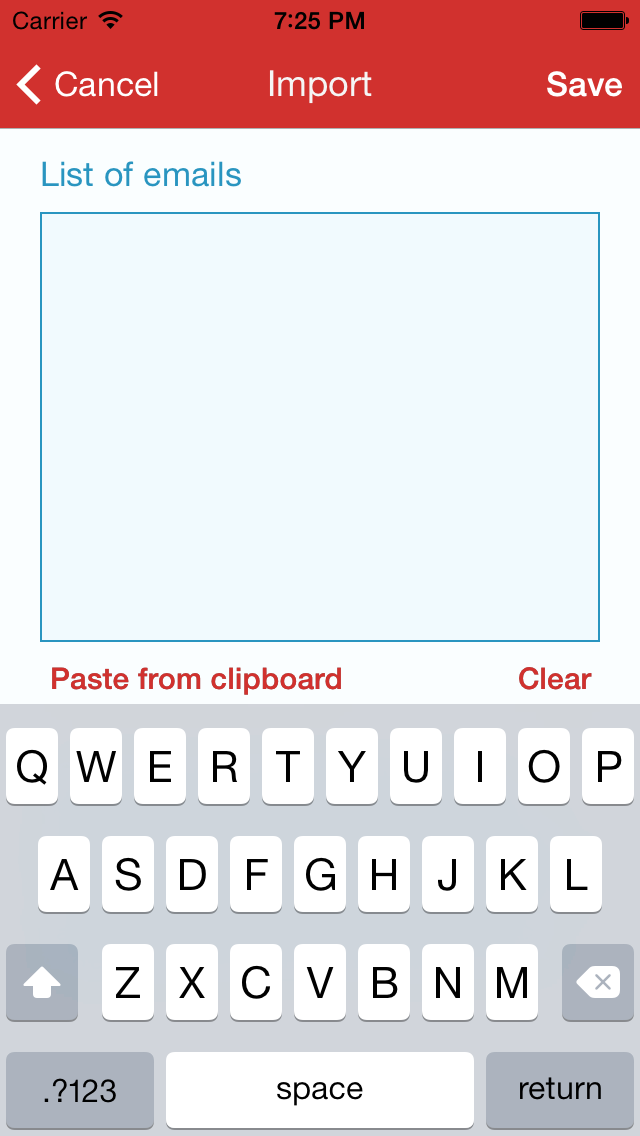 Carrier 7:25 PM
Cancel Import Save
List of emails
Paste from clipboard Clear
Q W E R T Y U I O P
A S D F G H J K L
Z X C V B N M
.?123 space return